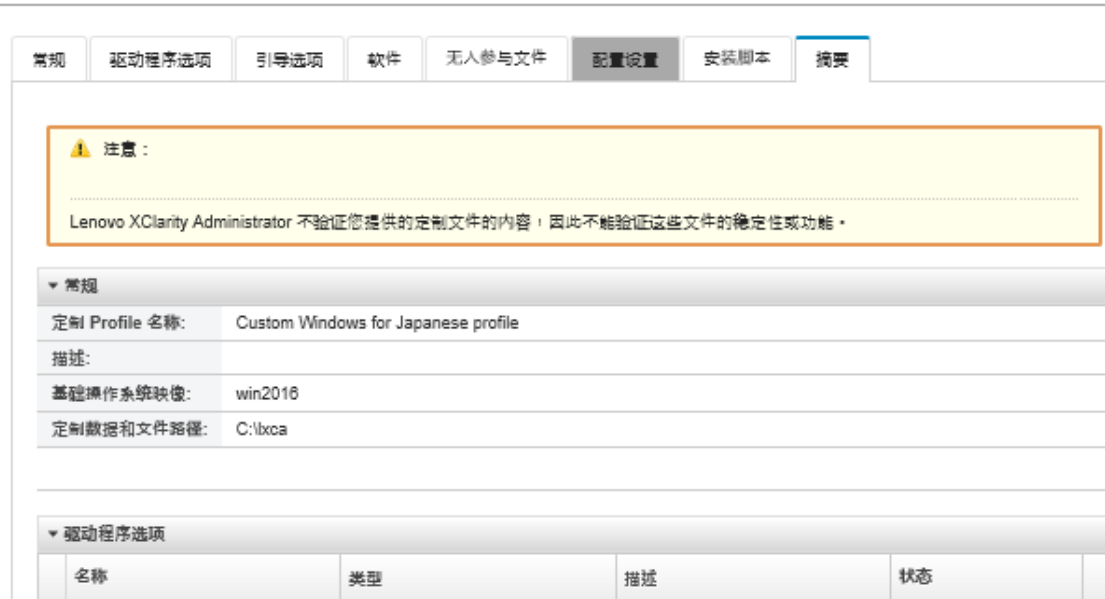 常规 驱动程序选项 引导选项 软件 无人参与文件 配置设置 安装脚本 摘要
注意：
Lenovo XClarity Administrator 不验证您提供的定制文件的内容，因此不能验证这些文件的稳定性或功能。
常规
定制 Profile 名称: Custom Windows for Japanese profile
描述:
基础操作系统映像: win2016
定制数据和文件路径: C:\lxca
驱动程序选项
名称 类型 描述 状态